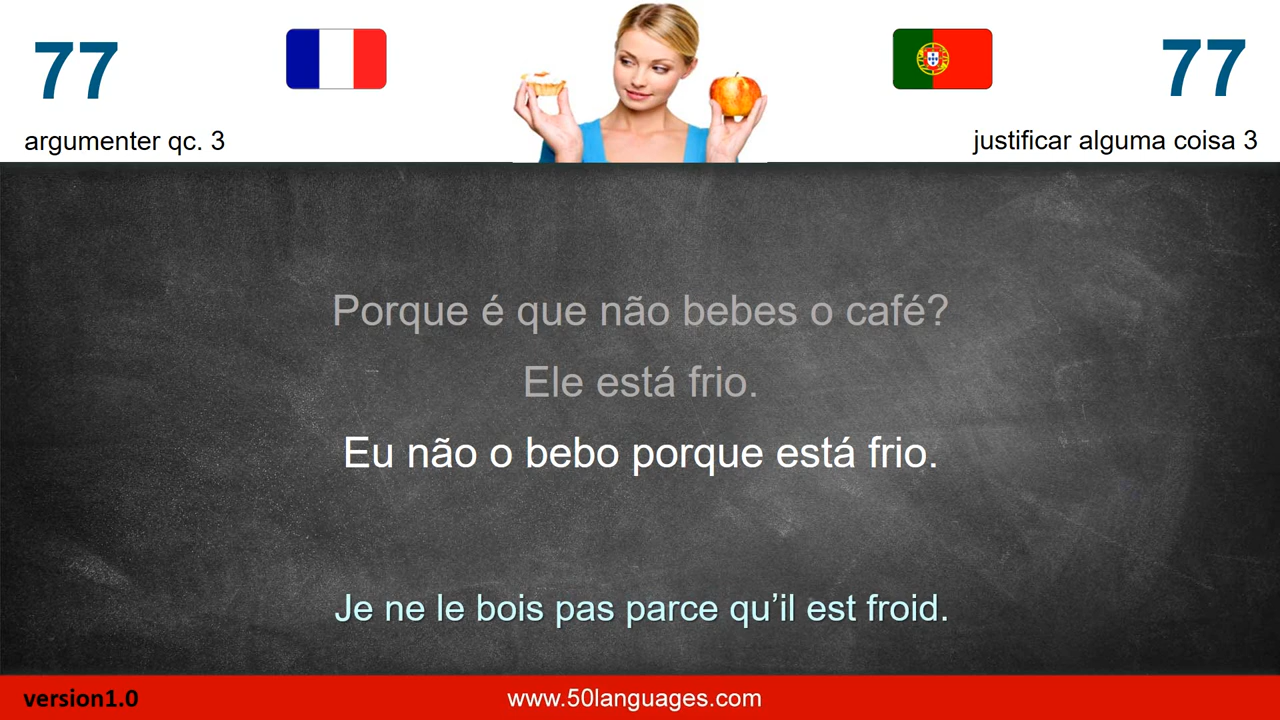 77
77
argumenter qc. 3
justificar alguma coisa 3
Porque é que não bebes o café?
Ele está frio.
Eu não o bebo porque está frio.
Je ne le bois pas parce qu’il est froid.
version1.0
www.50languages.com